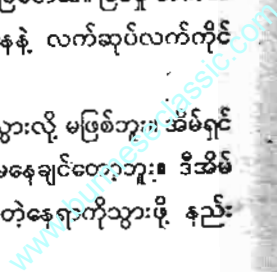 နေနဲ့ လက်ဆုပ်လက်ကိုင်
သွားလို့ မဖြစ်ဘူး။ အိမ်ရှင်
မနေချင်တော့ဘူး။ ဒီအိမ်
တဲ့နေရာကိုသွားဖို့ နည်း
www.burmeseclassic.com